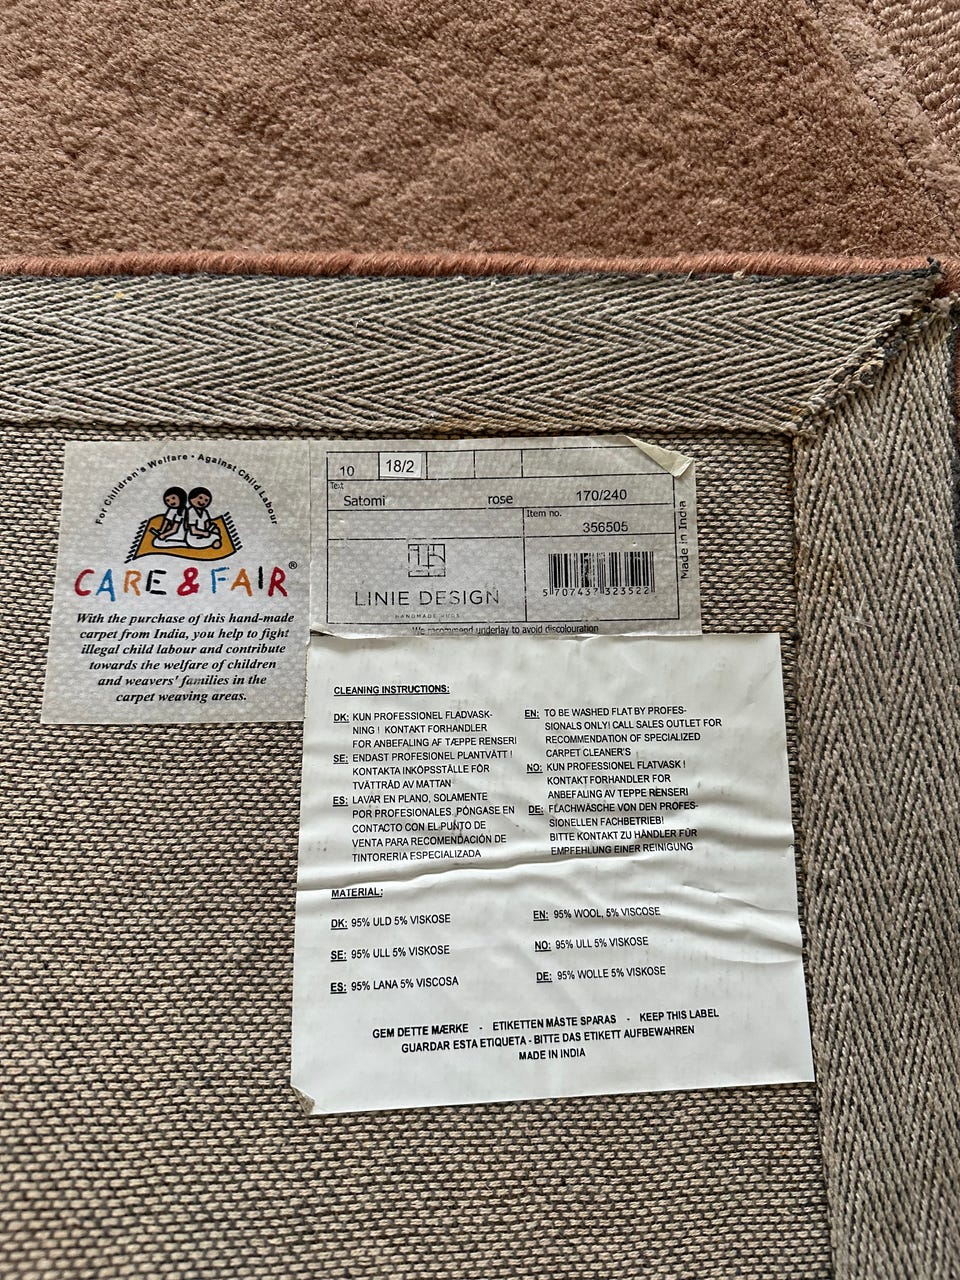 For Children's Welfare • Against Child Labour
CARE & FAIR®
With the purchase of this hand-made
carpet from India, you help to fight
illegal child labour and contribute
towards the welfare of children
and weavers' families in the
carpet weaving areas.
10 18/2
Text
Satomi rose 170/240
Item no.
356505
LINIE DESIGN
HANDMADE RUGS
5 707437 323522
Made in India
We recommend underlay to avoid discolouration
CLEANING INSTRUCTIONS:
DK: KUN PROFESSIONEL FLADVASK-
NING ! KONTAKT FORHANDLER
FOR ANBEFALING AF TÆPPE RENSERI
SE: ENDAST PROFESIONEL PLANTVÄTT !
KONTAKTA INKÖPSSTÄLLE FÖR
TVÄTTRÅD AV MATTAN
ES: LAVAR EN PLANO, SOLAMENTE
POR PROFESIONALES. PÓNGASE EN
CONTACTO CON EL PUNTO DE
VENTA PARA RECOMENDACIÓN DE
TINTORERIA ESPECIALIZADA
EN: TO BE WASHED FLAT BY PROFES-
SIONALS ONLY! CALL SALES OUTLET FOR
RECOMMENDATION OF SPECIALIZED
CARPET CLEANER'S
NO: KUN PROFESSIONEL FLATVASK !
KONTAKT FORHANDLER FOR
ANBEFALING AV TEPPE RENSERI
DE: FLACHWÄSCHE VON DEN PROFES-
SIONELLEN FACHBETRIEB!
BITTE KONTAKT ZU HÄNDLER FÜR
EMPFEHLUNG EINER REINIGUNG
MATERIAL:
DK: 95% ULD 5% VISKOSE
SE: 95% ULL 5% VISKOSE
ES: 95% LANA 5% VISCOSA
EN: 95% WOOL, 5% VISCOSE
NO: 95% ULL 5% VISKOSE
DE: 95% WOLLE 5% VISKOSE
GEM DETTE MÆRKE - ETIKETTEN MÅSTE SPARAS - KEEP THIS LABEL
GUARDAR ESTA ETIQUETA - BITTE DAS ETIKETT AUFBEWAHREN
MADE IN INDIA